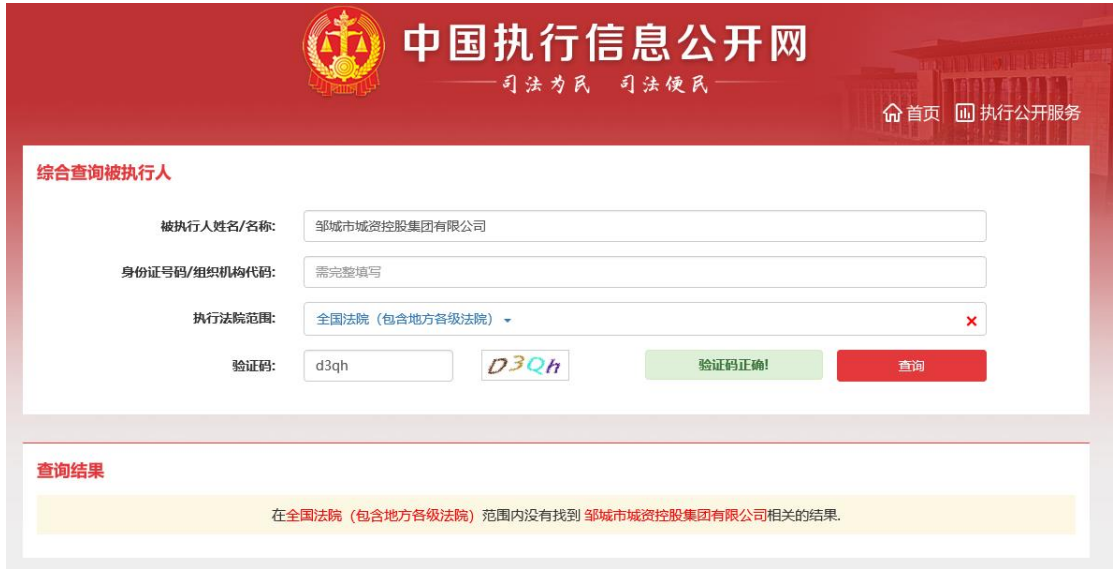 中国执行信息公开网
司法为民 司法便民
首页 执行公开服务
综合查询被执行人
被执行人姓名/名称: 邹城市城资控股集团有限公司
身份证号码/组织机构代码: 需完整填写
执行法院范围: 全国法院（包含地方各级法院）
验证码: d3qh D3Qh 验证码正确! 查询
查询结果
在全国法院（包含地方各级法院）范围内没有找到 邹城市城资控股集团有限公司相关的结果.